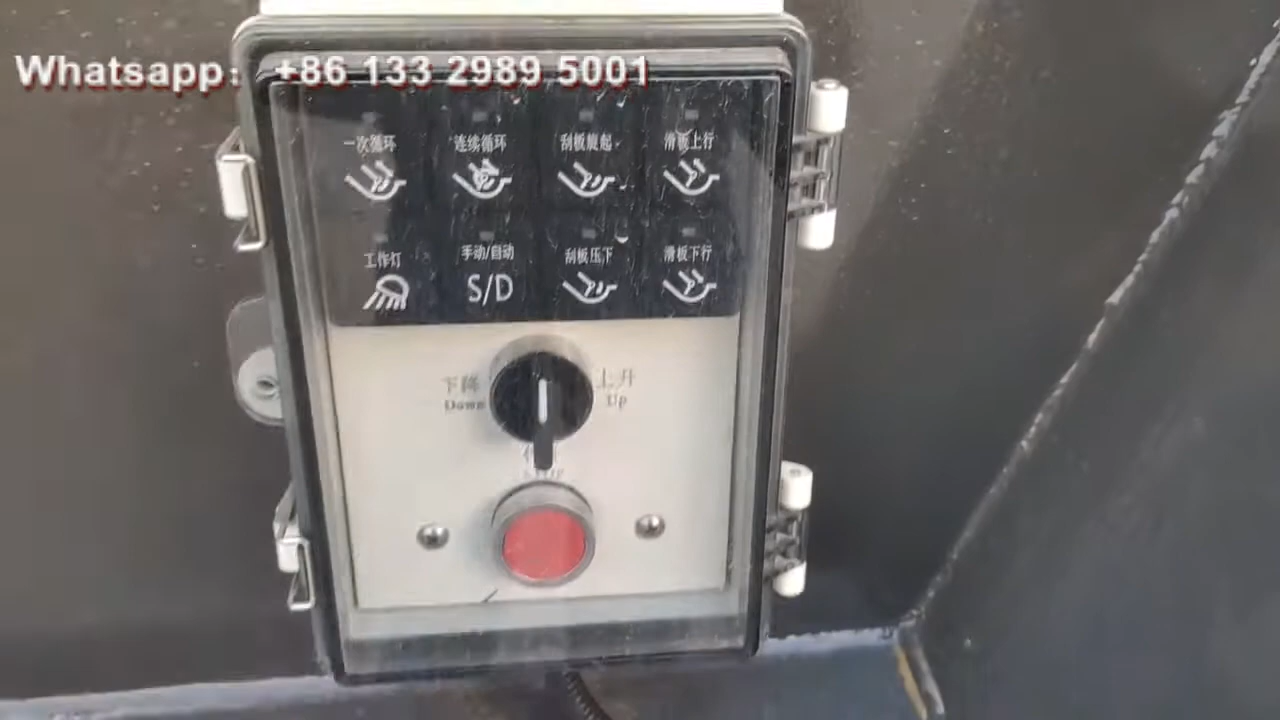 Whatsapp: +86 133 2989 5001
一次循环 连续循环 刮板旋起 滑板上行
工作灯 手动/自动 刮板压下 滑板下行
S/D
下降 上升
Down Up